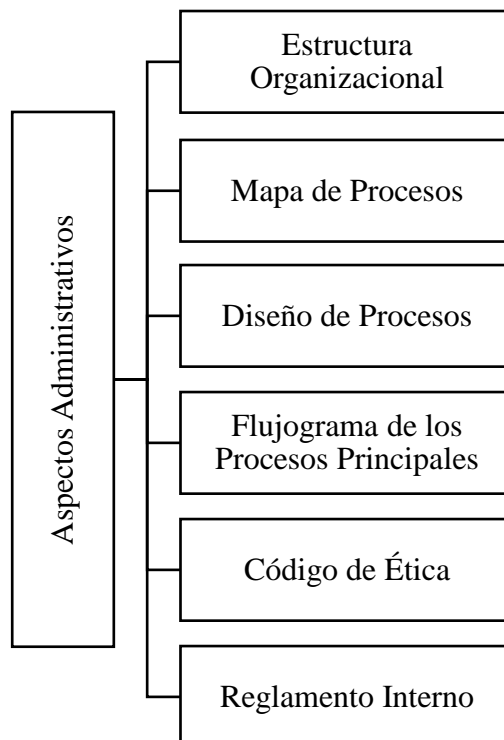 Aspectos Administrativos
Estructura
Organizacional
Mapa de Procesos
Diseño de Procesos
Flujograma de los
Procesos Principales
Código de Ética
Reglamento Interno